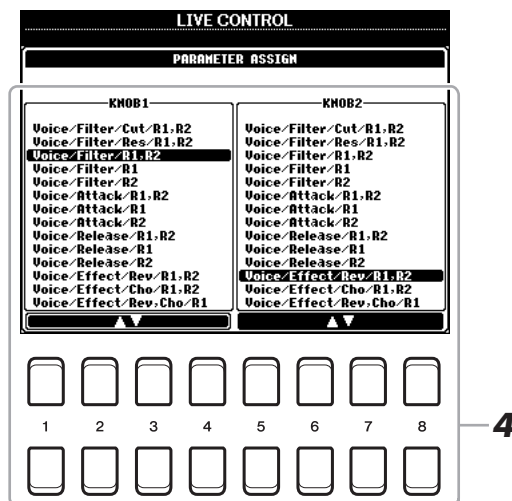 LIVE CONTROL
PARAMETER ASSIGN
KNOB1
Voice/Filter/Cut/R1,R2
Voice/Filter/Res/R1,R2
Voice/Filter/R1,R2
Voice/Filter/R1
Voice/Filter/R2
Voice/Attack/R1,R2
Voice/Attack/R1
Voice/Attack/R2
Voice/Release/R1,R2
Voice/Release/R1
Voice/Release/R2
Voice/Effect/Rev/R1,R2
Voice/Effect/Cho/R1,R2
Voice/Effect/Rev,Cho/R1
▲▼
KNOB2
Voice/Filter/Cut/R1,R2
Voice/Filter/Res/R1,R2
Voice/Filter/R1,R2
Voice/Filter/R1
Voice/Filter/R2
Voice/Attack/R1,R2
Voice/Attack/R1
Voice/Attack/R2
Voice/Release/R1,R2
Voice/Release/R1
Voice/Release/R2
Voice/Effect/Rev/R1,R2
Voice/Effect/Cho/R1,R2
Voice/Effect/Rev,Cho/R1
▲▼
1 2 3 4 5 6 7 8
4